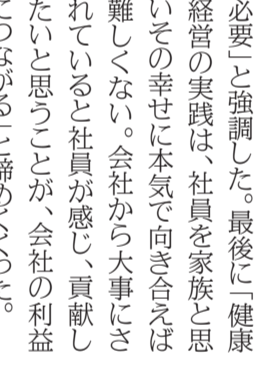 必要」と強調した。最後に「健康
経営の実践は、社員を家族と思
いその幸せに本気で向き合えば
難しくない。会社から大事にさ
れていると社員が感じ、貢献し
たいと思うことが、会社の利益
につながる」と締めくくった。